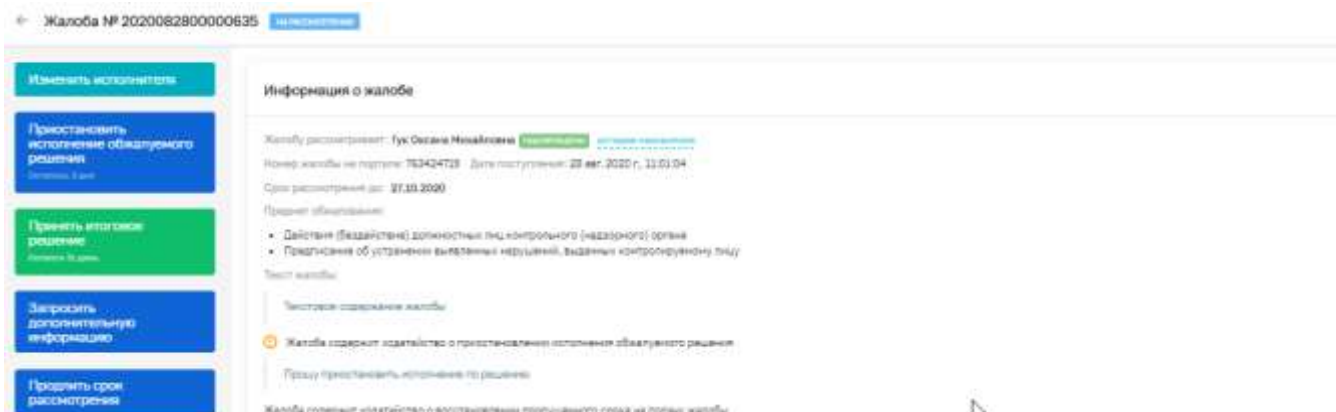 Жалоба № 2020082800000635
Изменить исполнителя
Информация о жалобе
Приостановить
исполнение обжалуемого
решения
Жалобу рассматривает: Гук Оксана Михайловна
Номер жалобы на портале: 763424723 Дата поступления: 28 авг. 2020 г., 11:01:04
Срок рассмотрения до: 27.10.2020
Предмет обжалования:
Принять итоговое
решение
• Действия (бездействие) должностных лиц контрольного (надзорного) органа
• Предписание об устранении выявленных нарушений, выданных контролируемому лицу
Текст жалобы:
Запросить
дополнительную
информацию
Текстовое содержание жалобы
Жалоба содержит ходатайство о приостановлении исполнения обжалуемого решения
Прошу приостановить исполнение по решению
Продлить срок
рассмотрения
Жалоба содержит ходатайство о восстановлении пропущенного срока на подачу жалобы